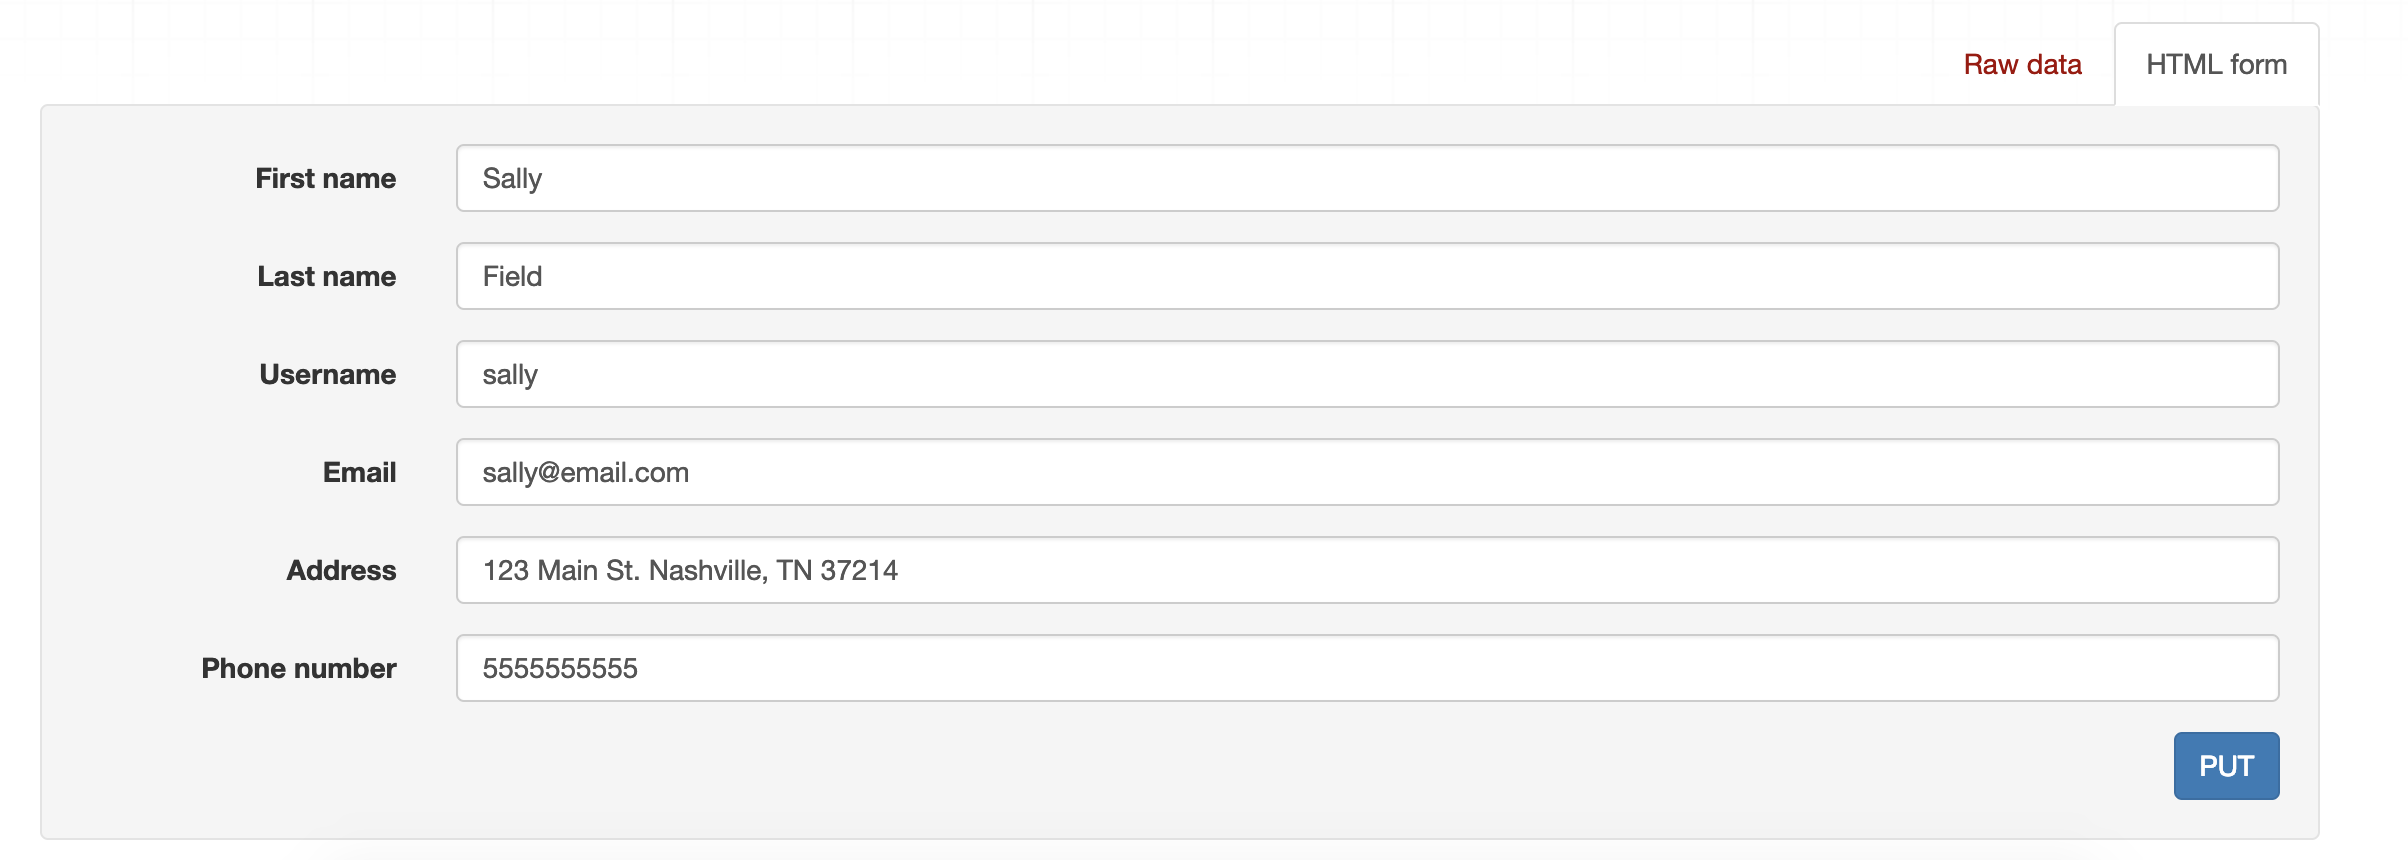 Raw data
HTML form
First name
Sally
Last name
Field
Username
sally
Email
sally@email.com
Address
123 Main St. Nashville, TN 37214
Phone number
5555555555
PUT